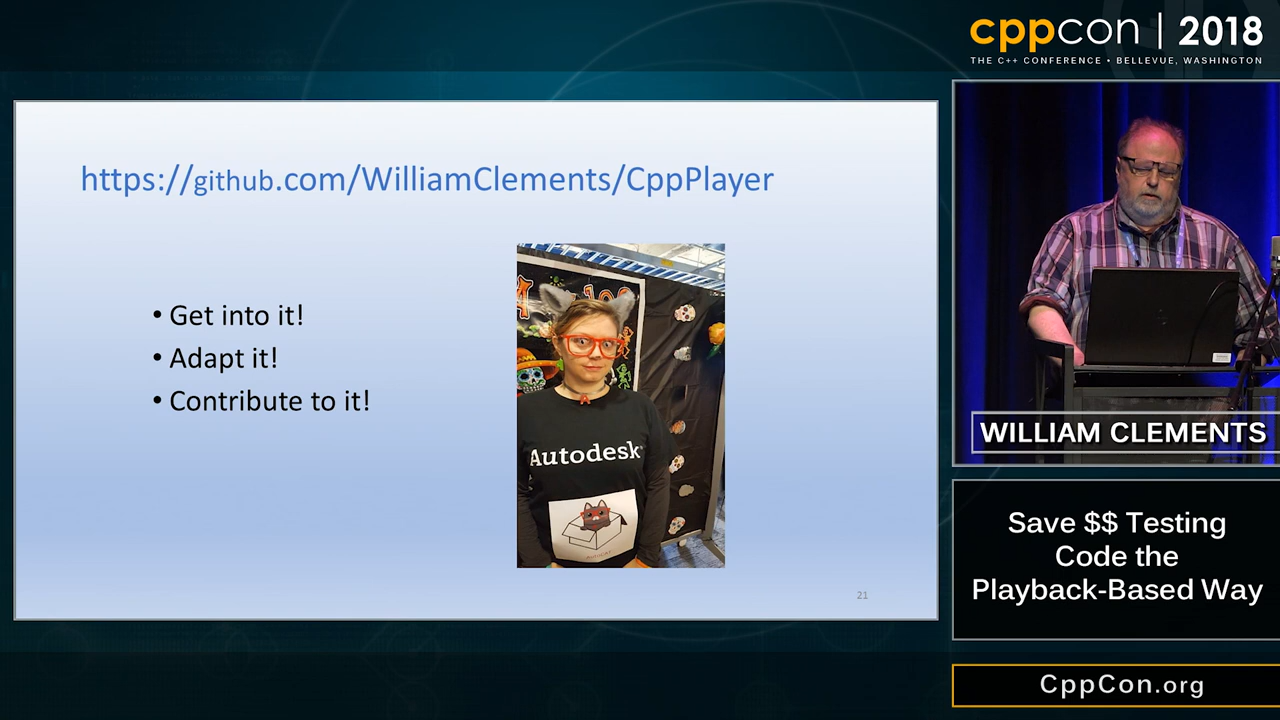 cppcon | 2018
THE C++ CONFERENCE • BELLEVUE, WASHINGTON
https://github.com/WilliamClements/CppPlayer
• Get into it!
• Adapt it!
• Contribute to it!
Autodesk
21
WILLIAM CLEMENTS
Save $$ Testing
Code the
Playback-Based Way
CppCon.org